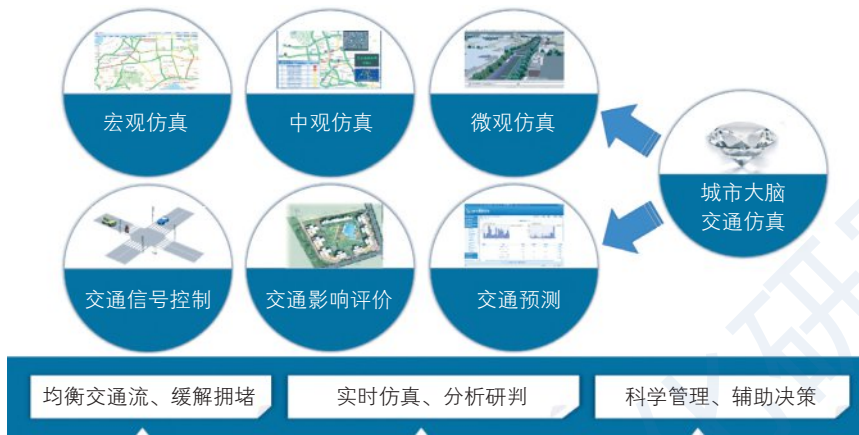 宏观仿真
中观仿真
微观仿真
城市大脑
交通仿真
交通信号控制
交通影响评价
交通预测
均衡交通流、缓解拥堵
实时仿真、分析研判
科学管理、辅助决策